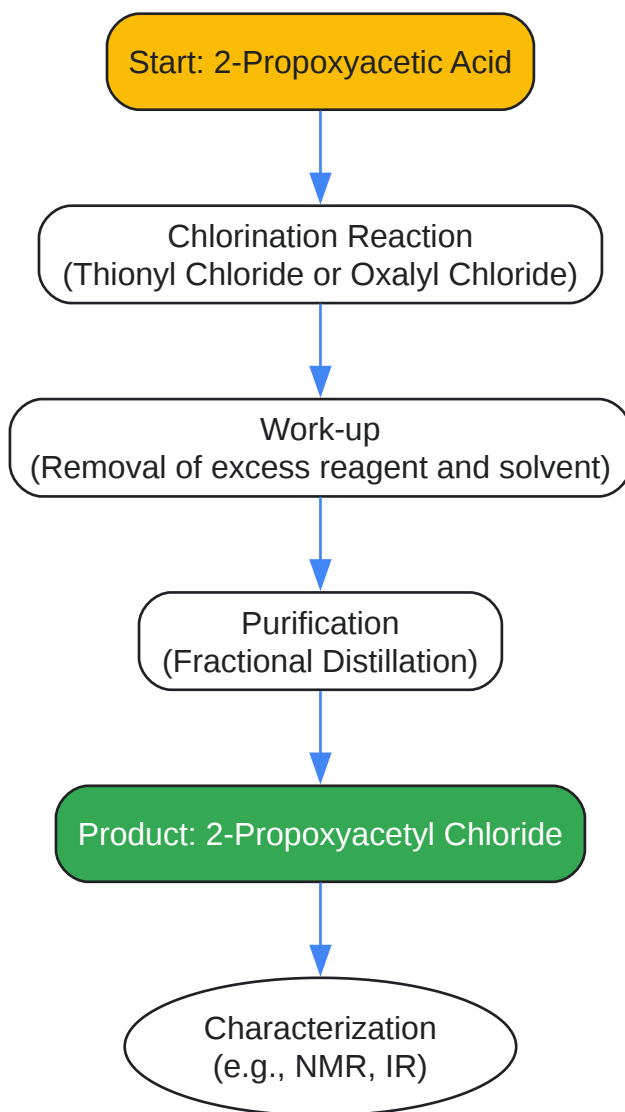 Start: 2-Propoxyacetic Acid
Chlorination Reaction
(Thionyl Chloride or Oxalyl Chloride)
Work-up
(Removal of excess reagent and solvent)
Purification
(Fractional Distillation)
Product: 2-Propoxyacetyl Chloride
Characterization
(e.g., NMR, IR)